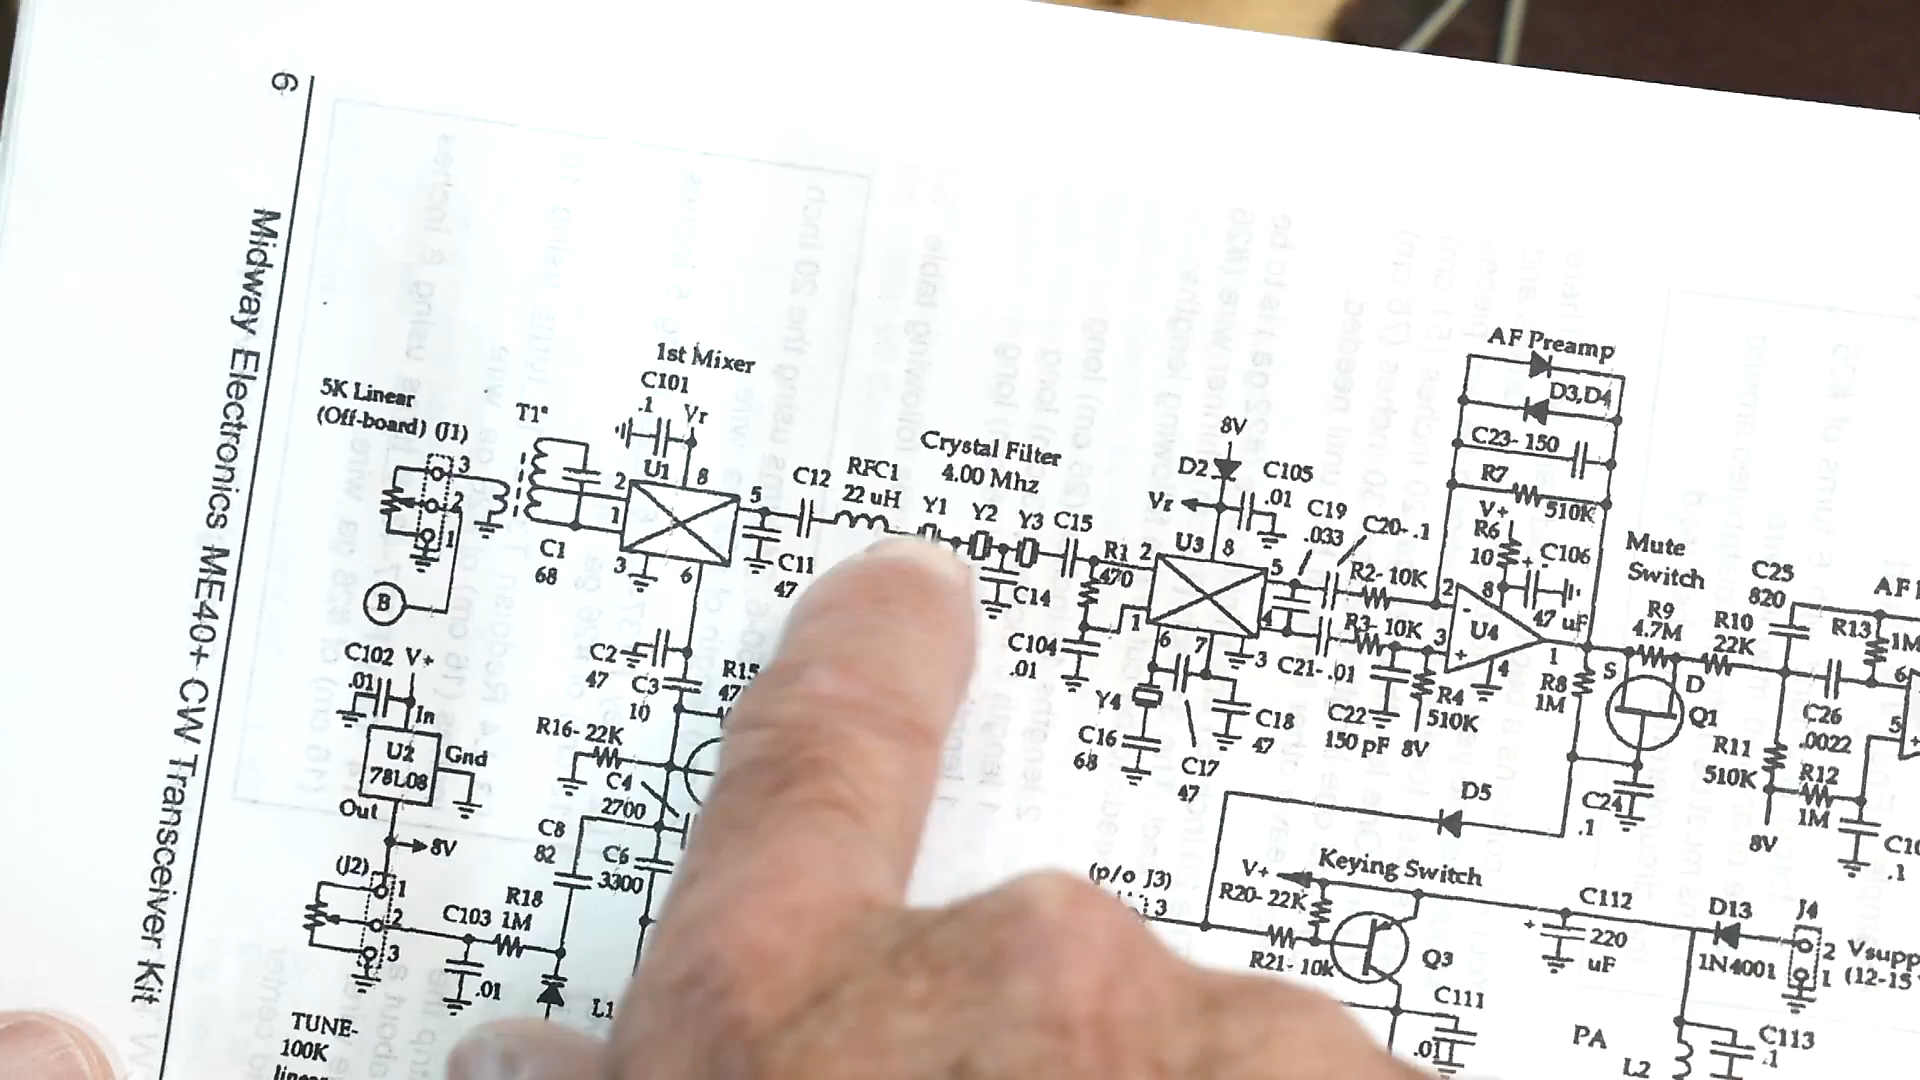 6
Midway Electronics ME40+ CW Transceiver Kit
1st Mixer
C101
.1
Vr
5K Linear
(Off-board) (J1)
3
2
1
T1*
2
1
U1
8
5
3
6
C1
68
B
C12
RFC1
22 uH
C11
47
Crystal Filter
4.00 Mhz
Y1
Y2
Y3
C15
C14
R1
470
2
1
U3
8
5
4
6
7
3
8V
D2
Vr
C105
.01
C19
.033
C20-.1
R2-10K
R3-10K
C21-.01
C104
.01
Y4
C16
68
C17
47
C18
47
C22
150 pF
8V
R4
510K
AF Preamp
D3,D4
C23-150
R7
510K
V+
R6
10
C106
47 uF
2
3
8
U4
4
1
Mute
Switch
R9
4.7M
R10
22K
S
D
Q1
R8
1M
C25
820
R13
1M
6
5
C26
.0022
R11
510K
R12
1M
8V
C24
.1
D5
C102
V+
.01
In
U2
78L08
Gnd
Out
8V
C2
47
C3
10
R16-22K
C4
2700
C8
82
C6
3300
(J2)
1
2
3
C103
.01
R18
1M
L1
TUNE-
100K
(p/o J3)
3
V+
Keying Switch
R20-22K
R21-10k
Q3
C112
220
uF
D13
1N4001
J4
2
1
C111
.01
PA
L2
C113
.1